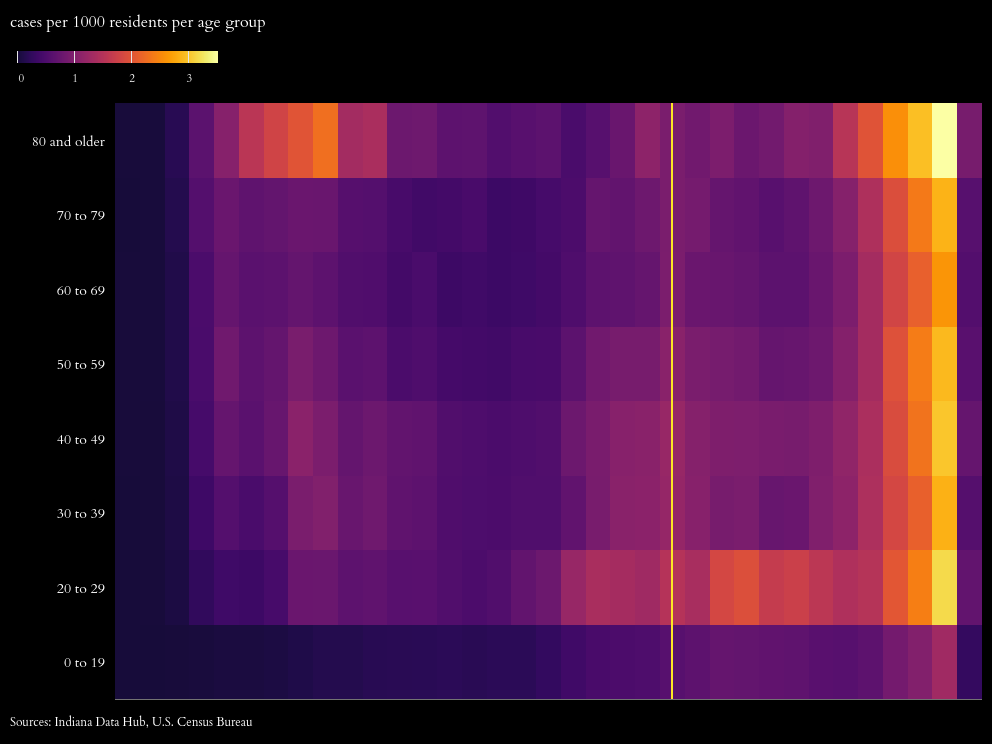 cases per 1000 residents per age group
0 1 2 3
80 and older
70 to 79
60 to 69
50 to 59
40 to 49
30 to 39
20 to 29
0 to 19
Sources: Indiana Data Hub, U.S. Census Bureau